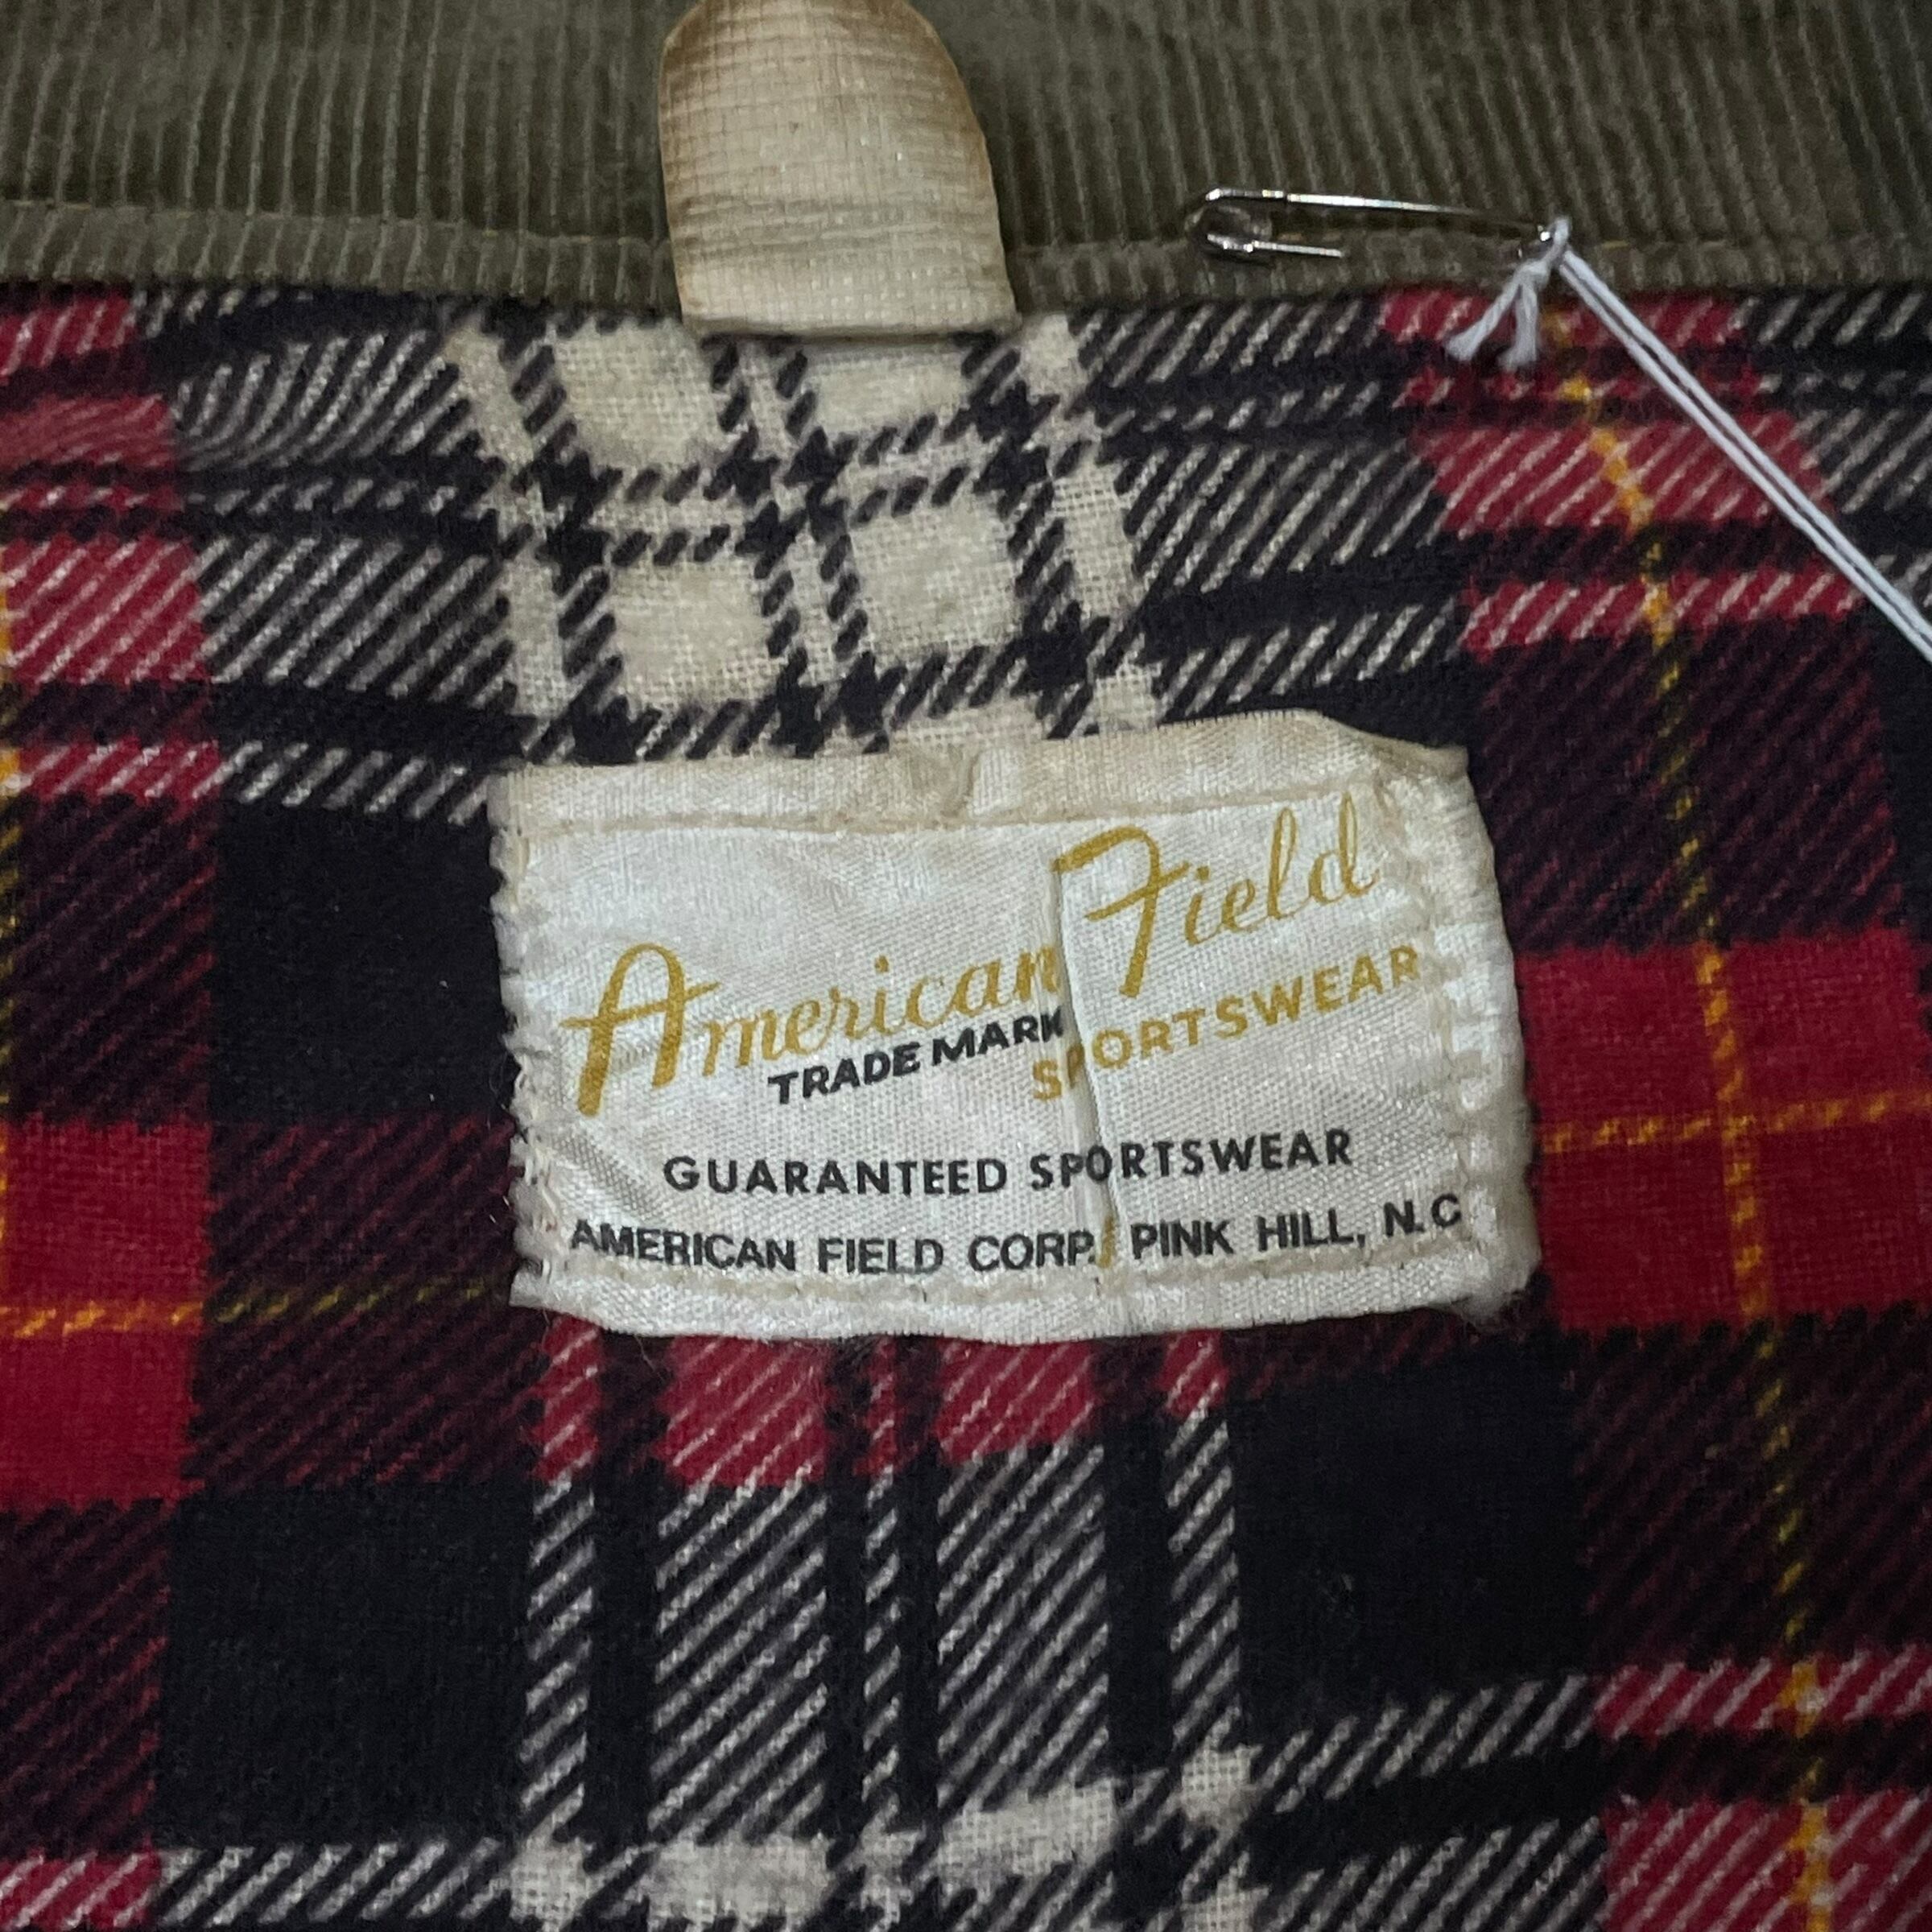 American Field
TRADE MARK
SPORTSWEAR
GUARANTEED SPORTSWEAR
AMERICAN FIELD CORP. PINK HILL, N.C